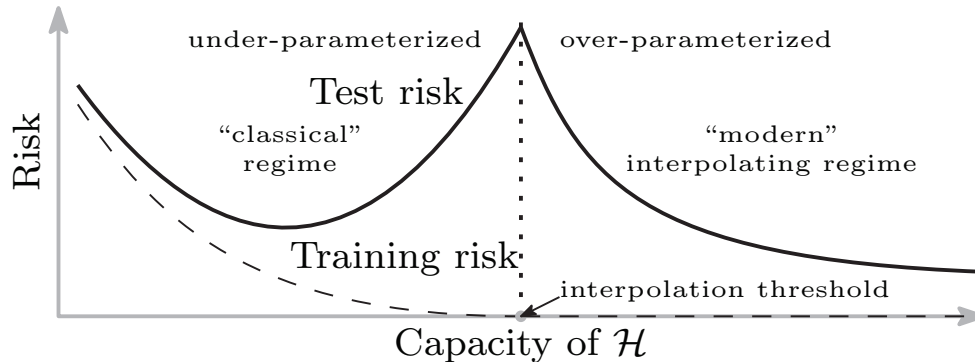 under-parameterized
over-parameterized
Test risk
“classical”
regime
“modern”
interpolating regime
Risk
Training risk
interpolation threshold
Capacity of ℋ